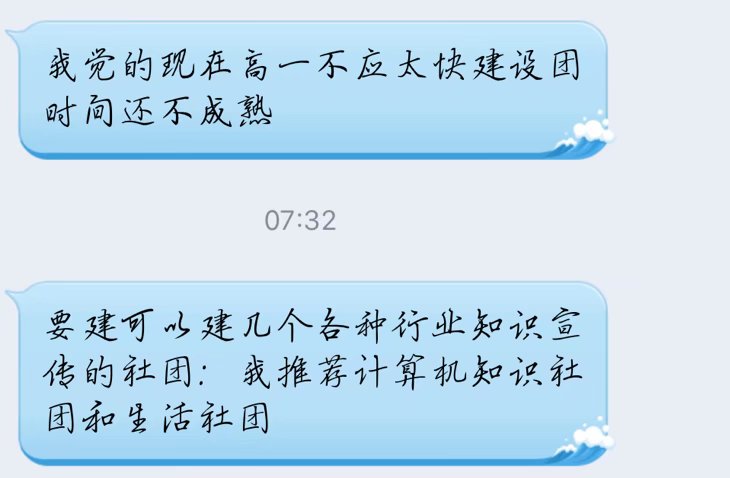 我觉的现在高一不应太快建设团
时间还不成熟
07:32
要建可以建几个各种行业知识宣
传的社团：我推荐计算机知识社
团和生活社团